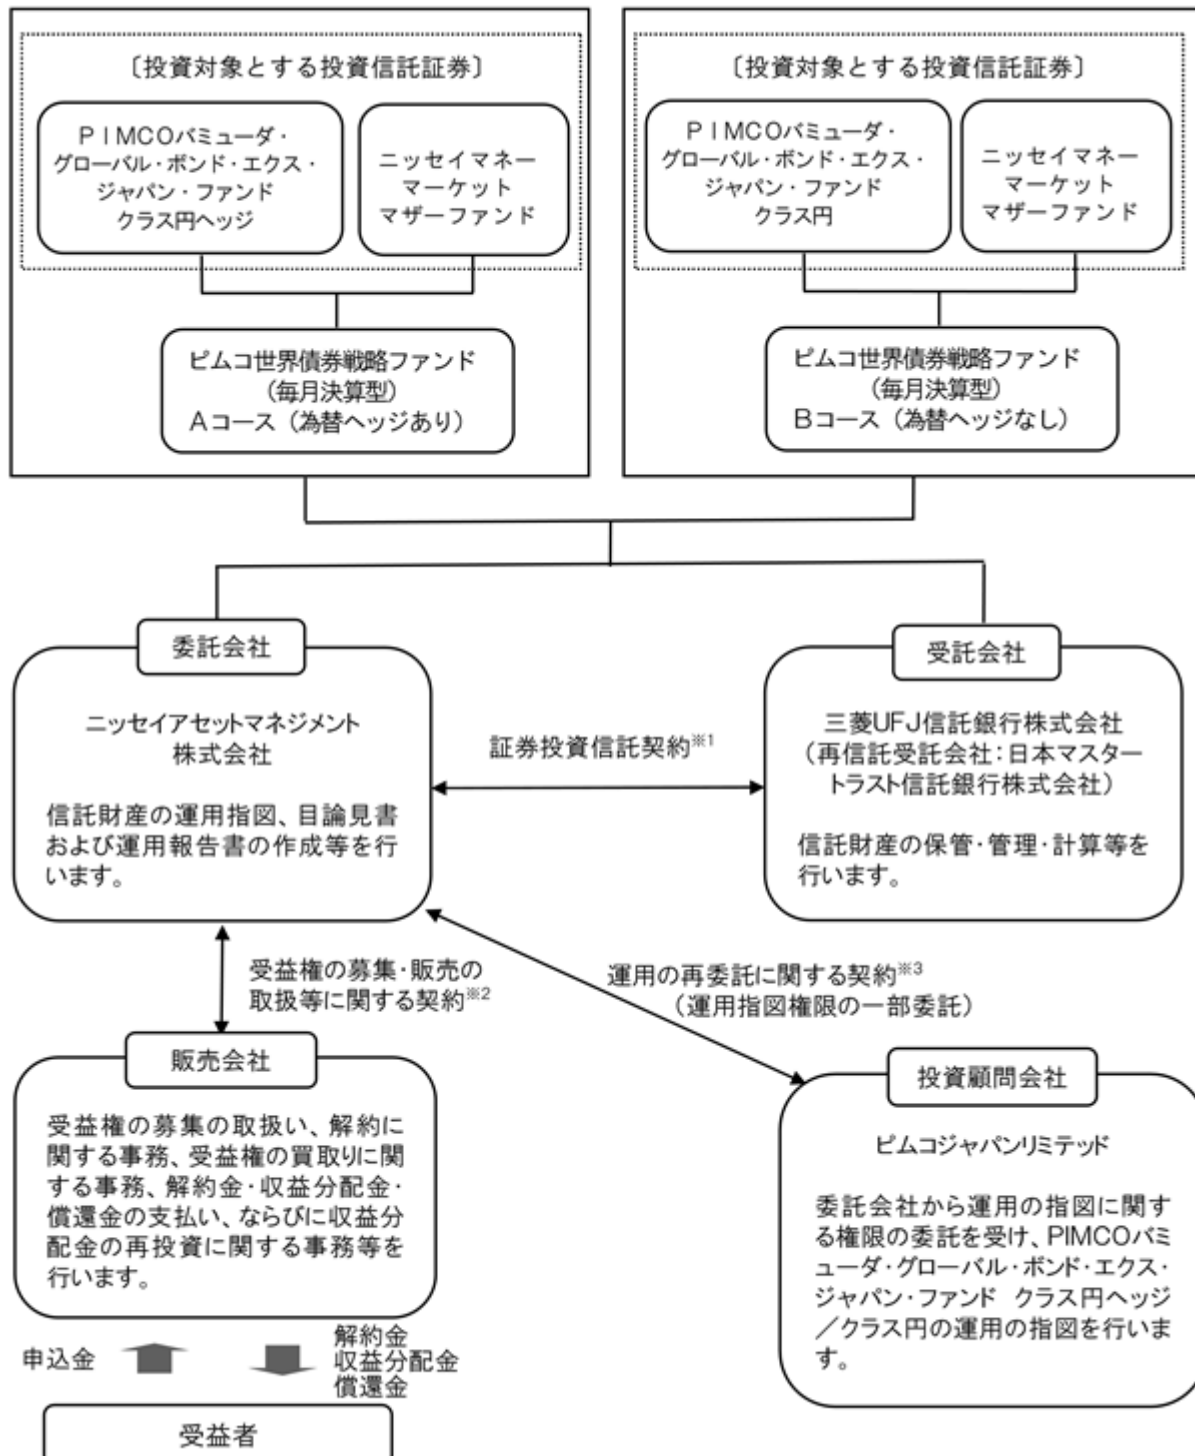 〔投資対象とする投資信託証券〕
ＰＩＭＣＯバミューダ・
グローバル・ボンド・エクス・
ジャパン・ファンド
クラス円ヘッジ
ニッセイマネー
マーケット
マザーファンド
ピムコ世界債券戦略ファンド
（毎月決算型）
Ａコース（為替ヘッジあり）
〔投資対象とする投資信託証券〕
ＰＩＭＣＯバミューダ・
グローバル・ボンド・エクス・
ジャパン・ファンド
クラス円
ニッセイマネー
マーケット
マザーファンド
ピムコ世界債券戦略ファンド
（毎月決算型）
Ｂコース（為替ヘッジなし）
委託会社
ニッセイアセットマネジメント
株式会社
信託財産の運用指図、目論見書
および運用報告書の作成等を行
います。
証券投資信託契約※1
受託会社
三菱UFJ信託銀行株式会社
（再信託受託会社：日本マスター
トラスト信託銀行株式会社）
信託財産の保管・管理・計算等を
行います。
受益権の募集・販売の
取扱等に関する契約※2
運用の再委託に関する契約※3
（運用指図権限の一部委託）
販売会社
受益権の募集の取扱い、解約に
関する事務、受益権の買取りに関
する事務、解約金・収益分配金・
償還金の支払い、ならびに収益分
配金の再投資に関する事務等を
行います。
投資顧問会社
ピムコジャパンリミテッド
委託会社から運用の指図に関す
る権限の委託を受け、PIMCOバミ
ューダ・グローバル・ボンド・エクス・
ジャパン・ファンド クラス円ヘッジ
／クラス円の運用の指図を行いま
す。
申込金
解約金
収益分配金
償還金
受益者